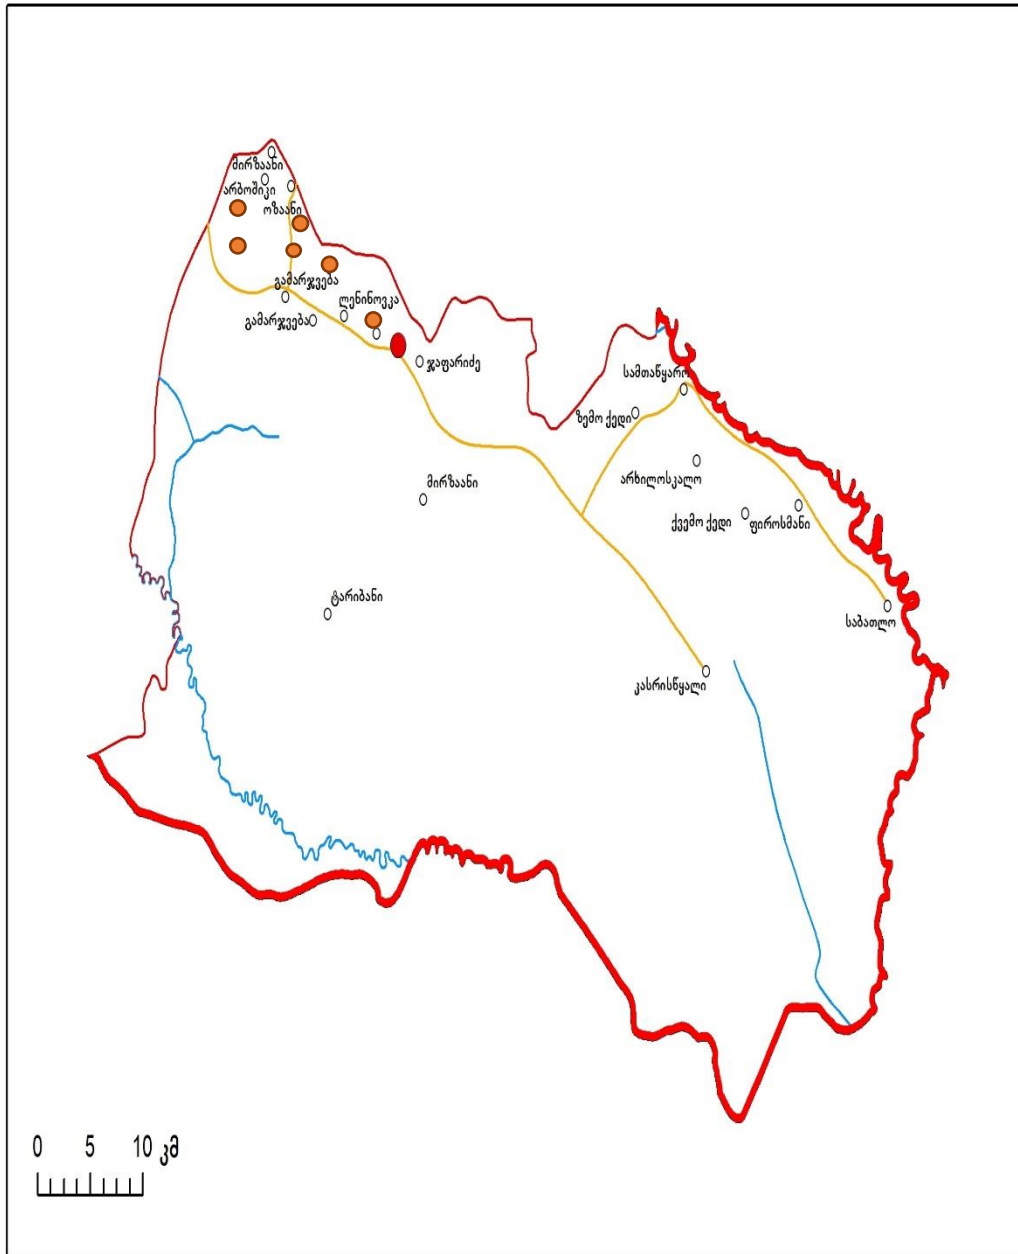 მირზაანი
არბოშიკი
ოზაანი
გამარჯვება
ლენინოვკა
გამარჯვება
ჯაფარიძე
სამთაწყარო
ზემო ქედი
არხილოსკალო
მირზაანი
ქვემო ქედი
ფიროსმანი
ტარიბანი
საბათლო
კასრისწყალი
0 5 10 კმ